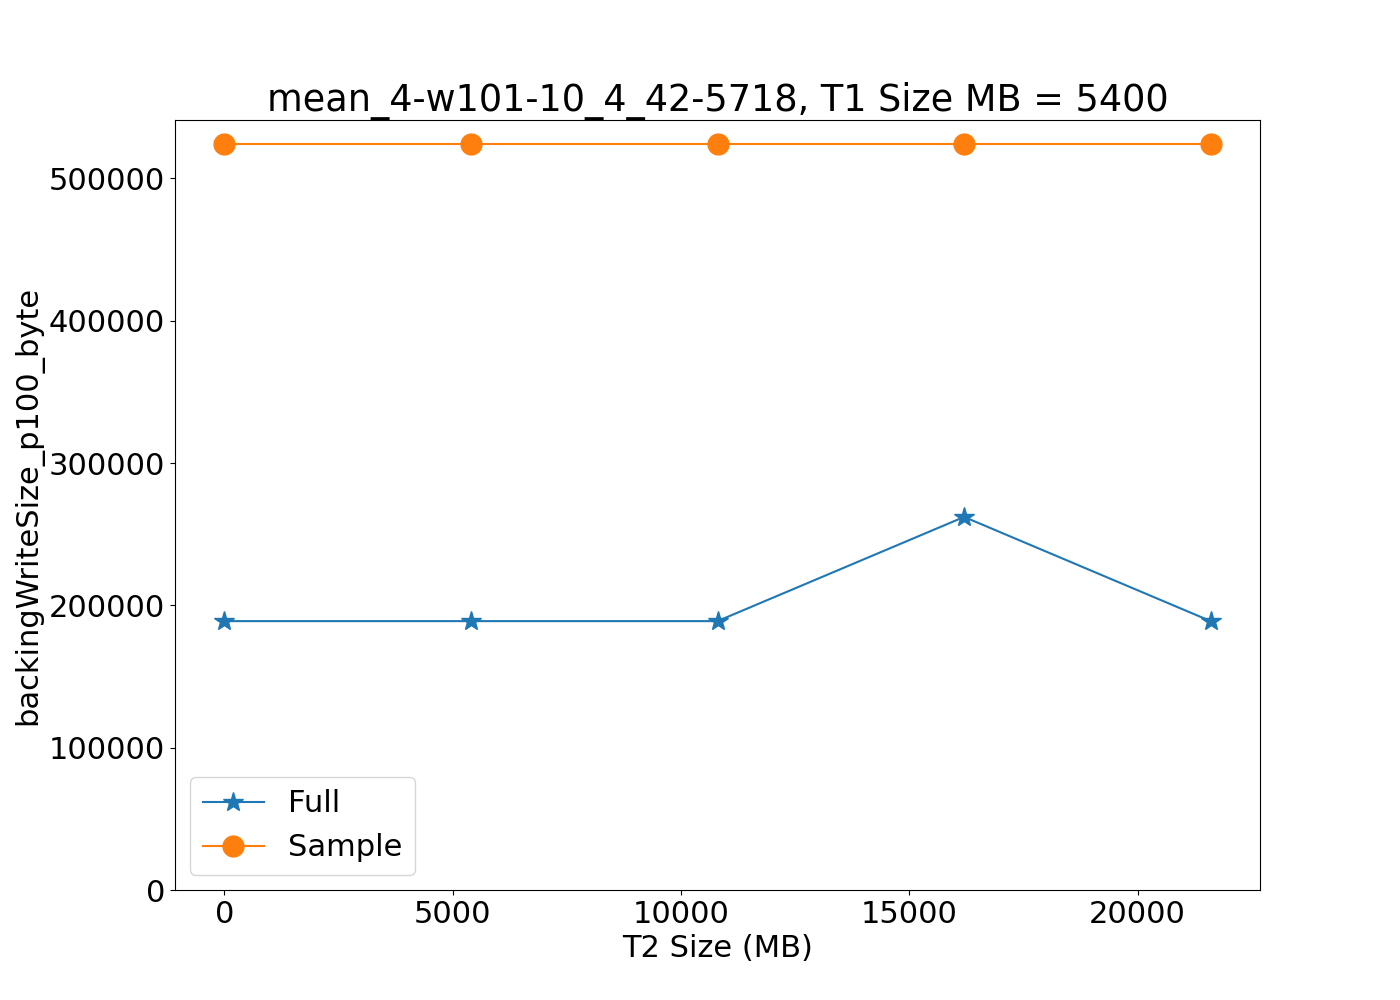 mean_4-w101-10_4_42-5718, T1 Size MB = 5400
backingWriteSize_p100_byte
500000
400000
300000
200000
100000
0
Full
Sample
0 5000 10000 15000 20000
T2 Size (MB)